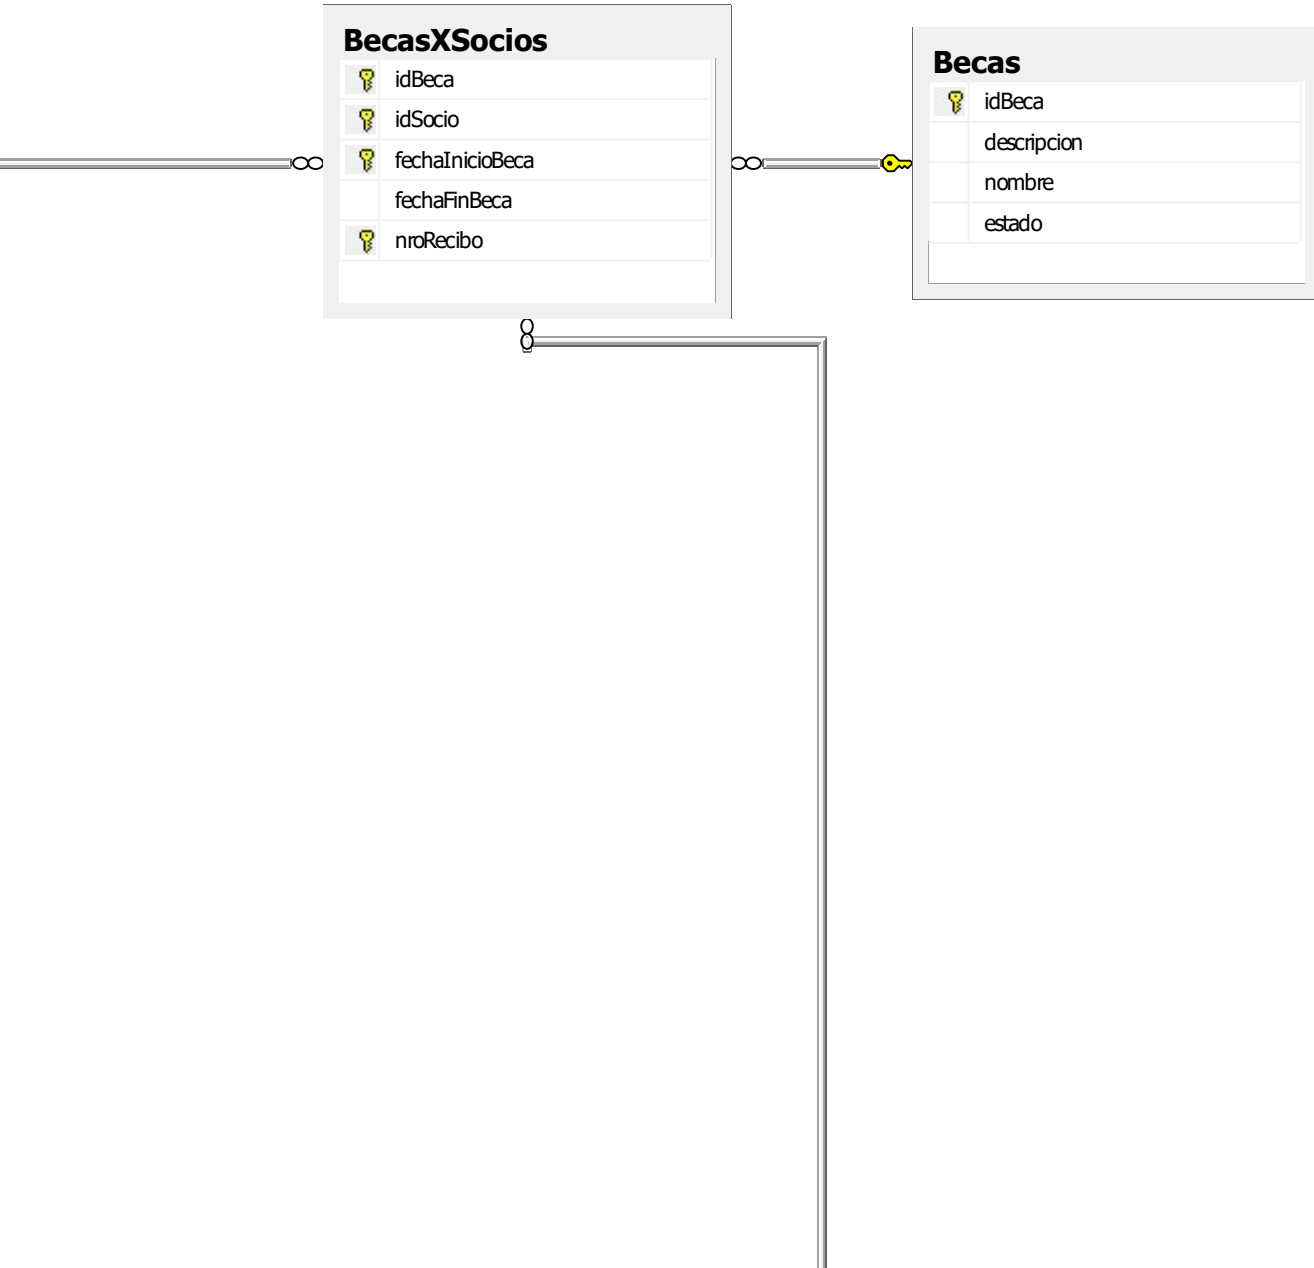 BecasXSocios
idBeca
idSocio
fechaInicioBeca
fechaFinBeca
nroRecibo
Becas
idBeca
descripcion
nombre
estado